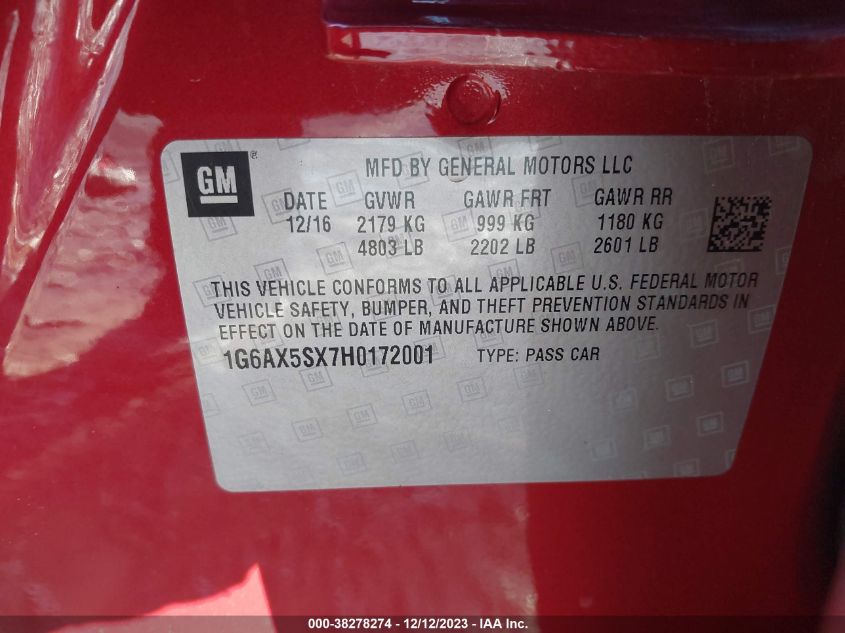 GM ®
MFD BY GENERAL MOTORS LLC
DATE GVWR GAWR FRT GAWR RR
12/16 2179 KG 999 KG 1180 KG
4803 LB 2202 LB 2601 LB
THIS VEHICLE CONFORMS TO ALL APPLICABLE U.S. FEDERAL MOTOR
VEHICLE SAFETY, BUMPER, AND THEFT PREVENTION STANDARDS IN
EFFECT ON THE DATE OF MANUFACTURE SHOWN ABOVE.
1G6AX5SX7H0172001 TYPE: PASS CAR
000-38278274 - 12/12/2023 - IAA Inc.